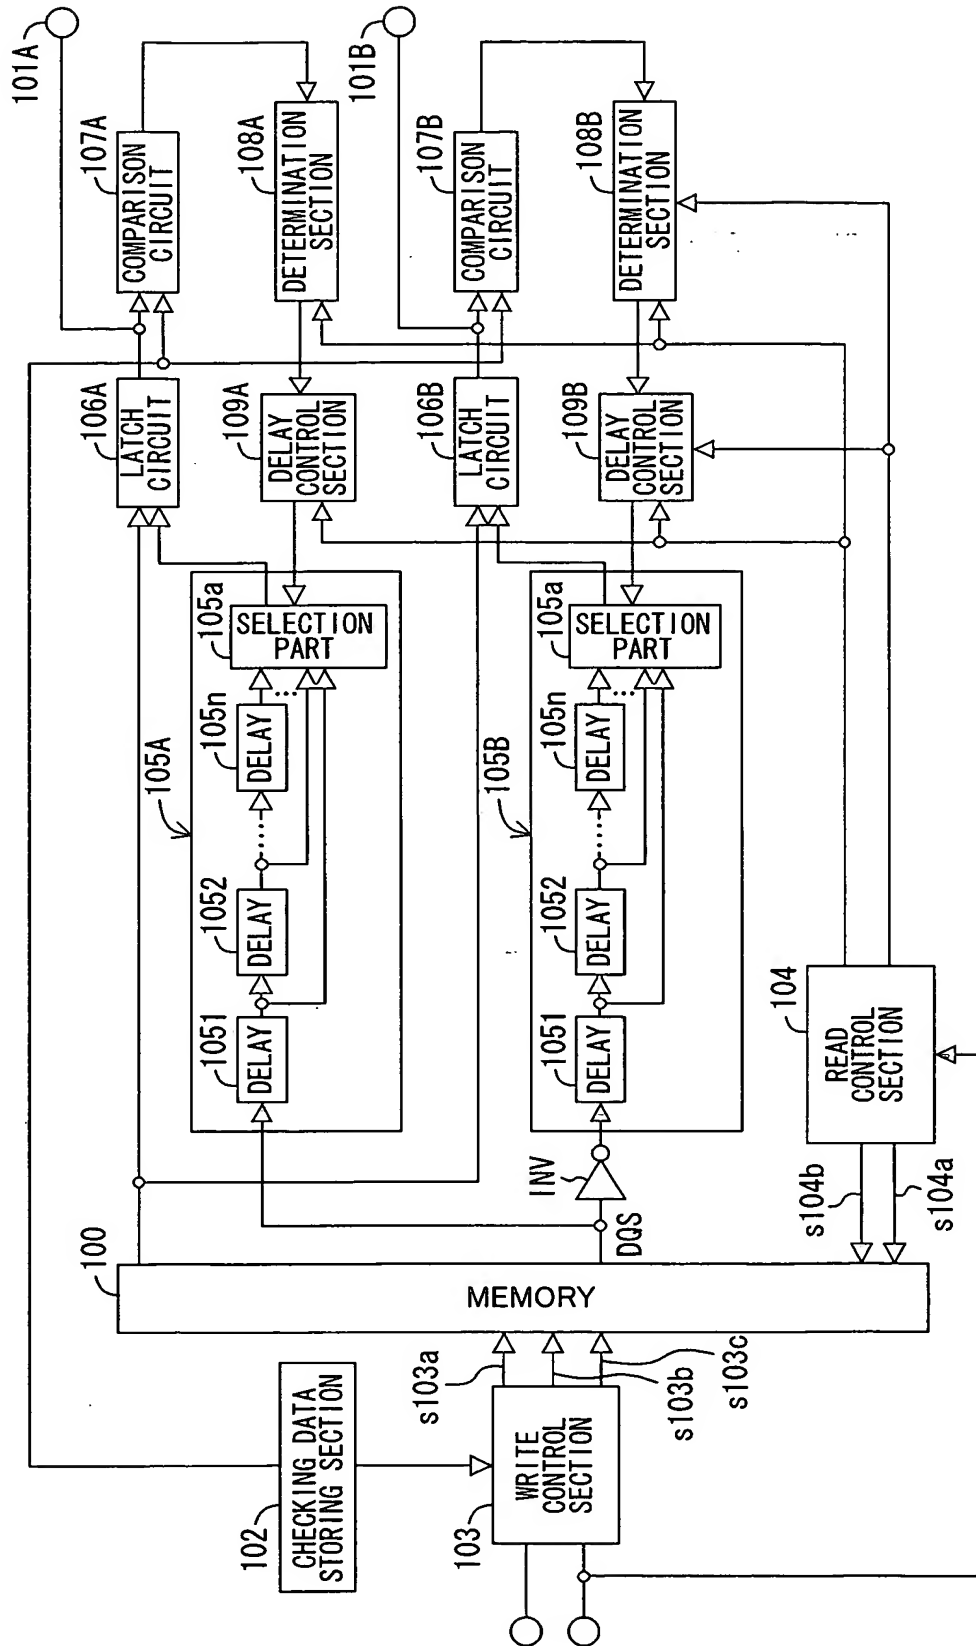 101A
107A
COMPARISON
CIRCUIT
108A
DETERMINATION
SECTION
101B
107B
COMPARISON
CIRCUIT
108B
DETERMINATION
SECTION
106A
LATCH
CIRCUIT
109A
DELAY
CONTROL
SECTION
106B
LATCH
CIRCUIT
109B
DELAY
CONTROL
SECTION
105A
105a
SELECTION
PART
105n
DELAY
1052
DELAY
1051
DELAY
105B
105a
SELECTION
PART
105n
DELAY
1052
DELAY
1051
DELAY
INV
DQS
104
READ
CONTROL
SECTION
s104b
s104a
100
MEMORY
s103a
s103b
s103c
102
CHECKING DATA
STORING SECTION
103
WRITE
CONTROL
SECTION